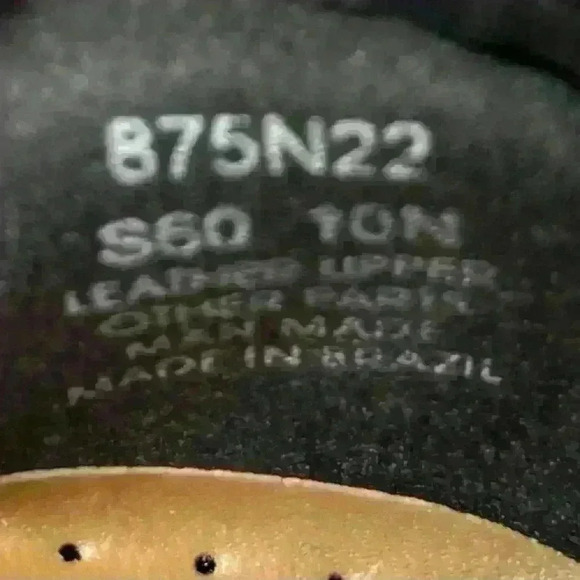 875N22
S60 10N
LEATHER UPPER
OTHER PARTS
MAN MADE
MADE IN BRAZIL